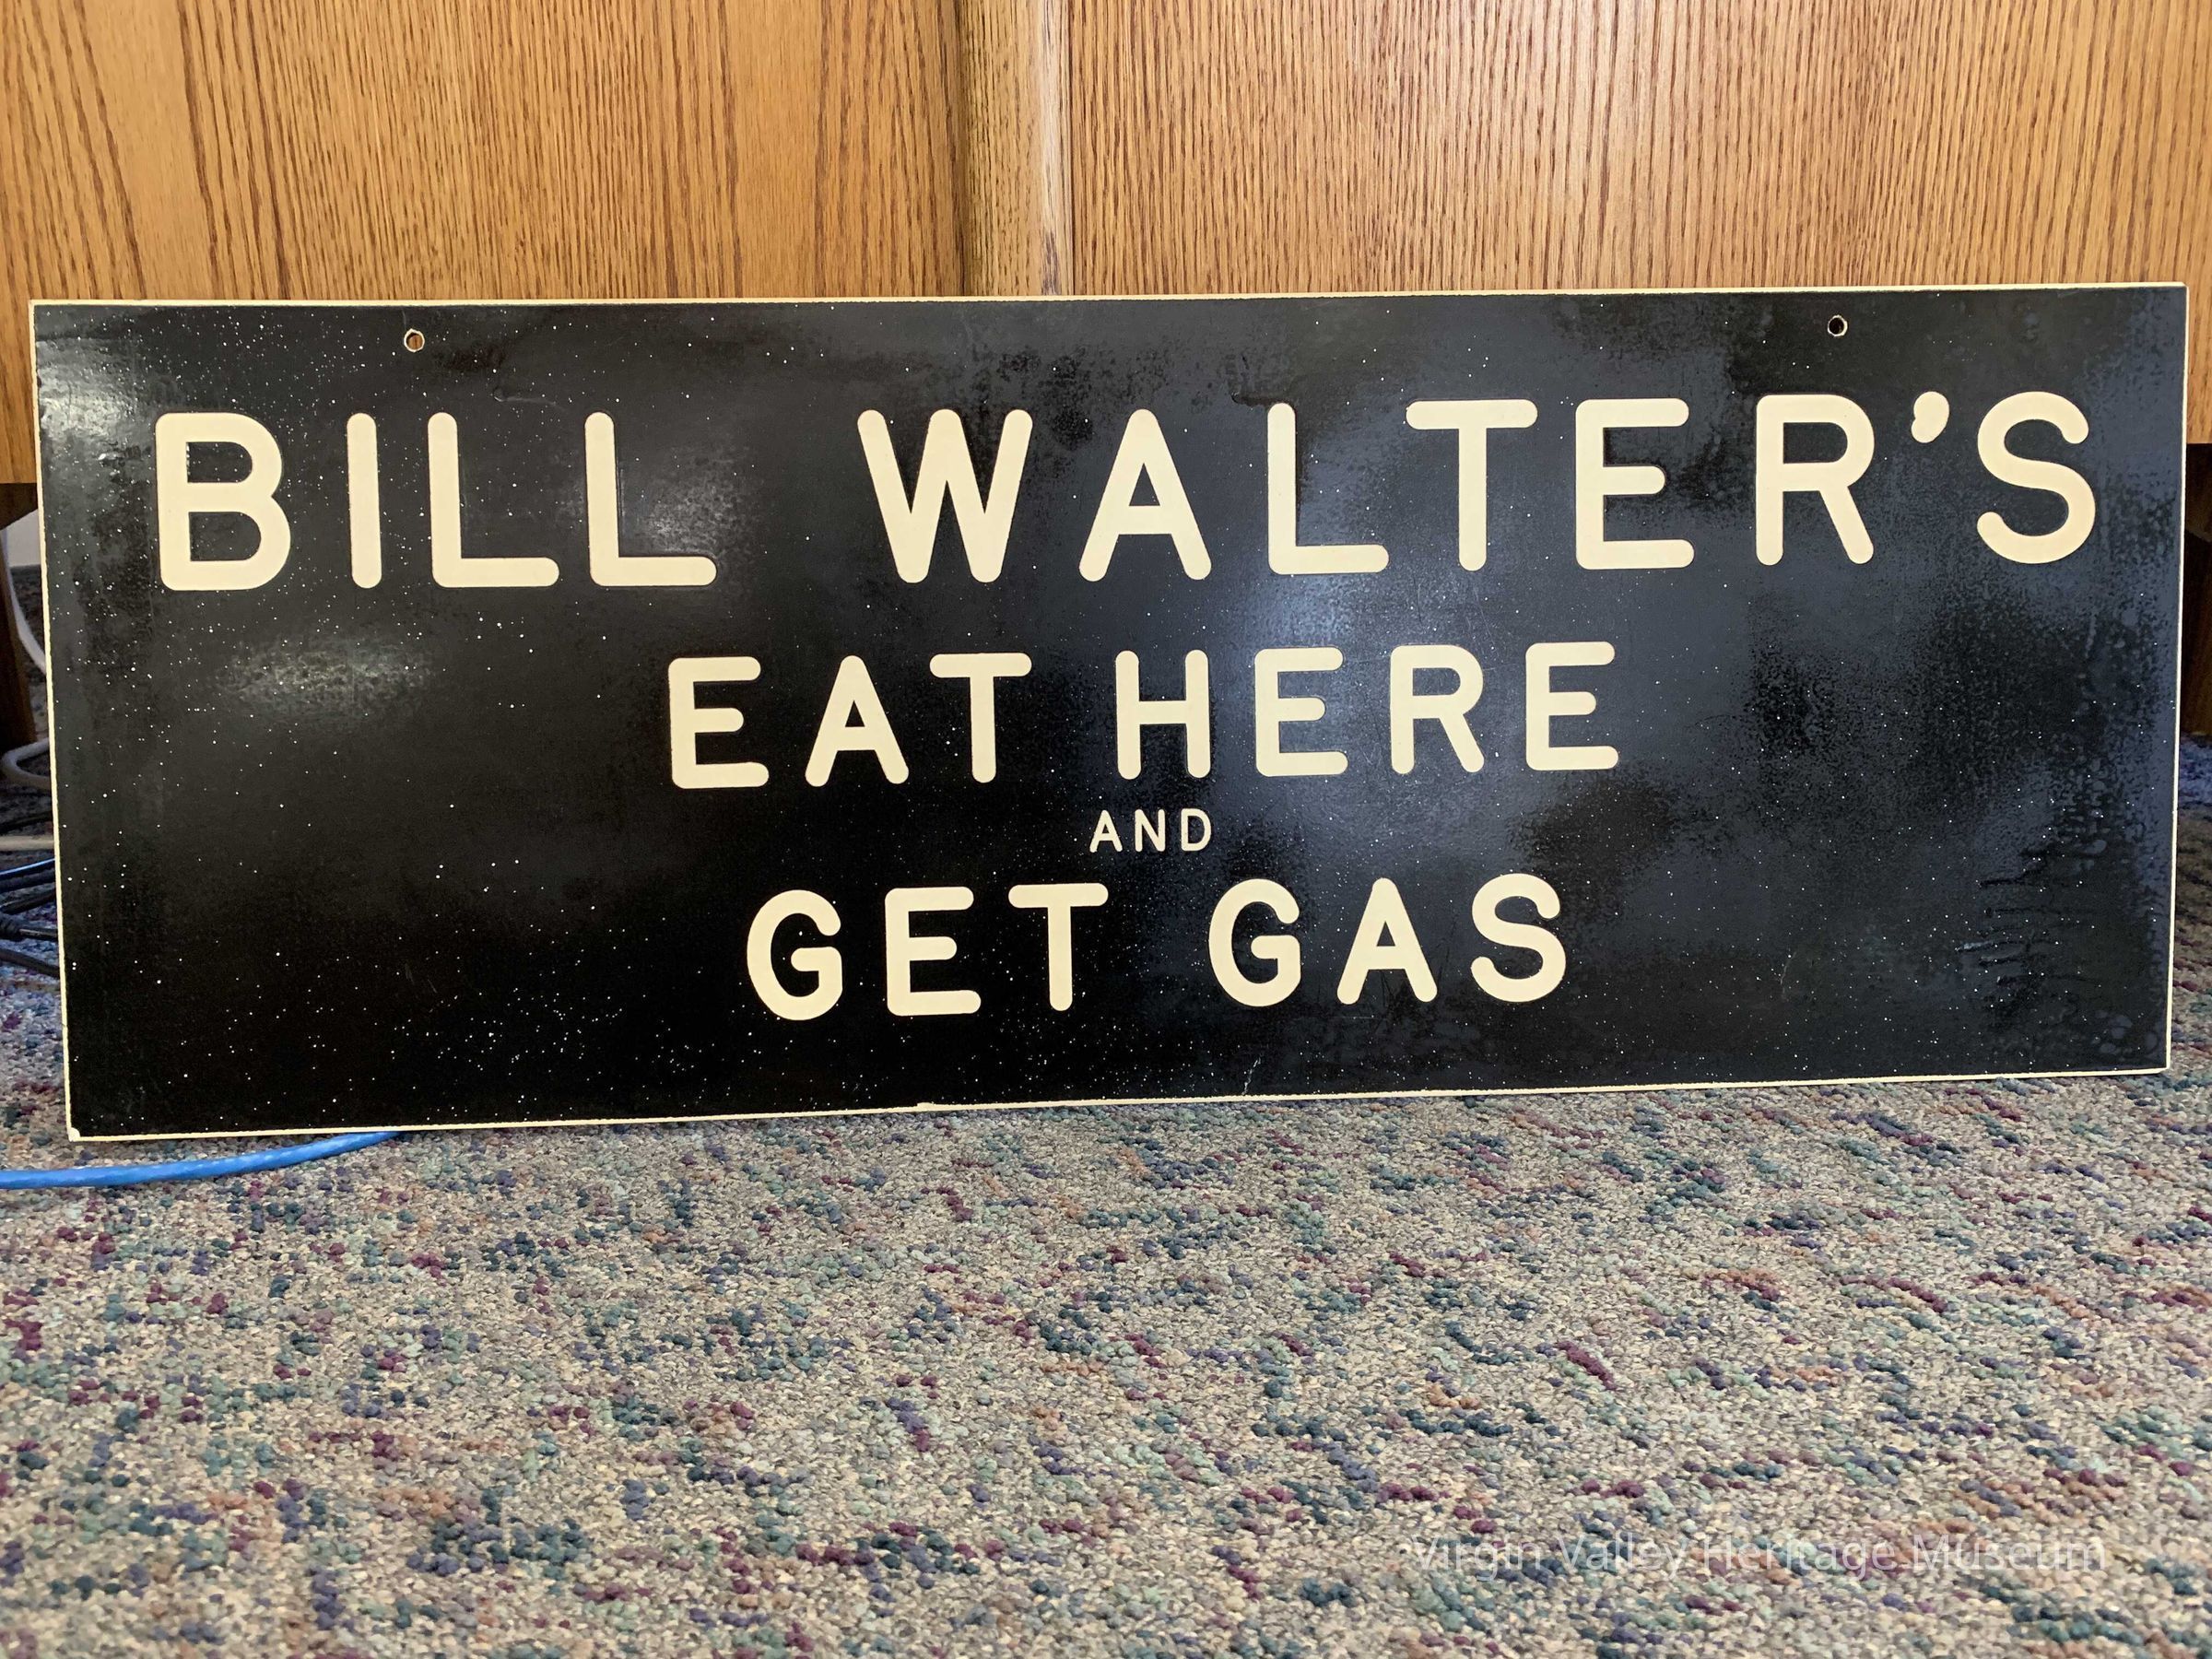 BILL WALTER'S
EAT HERE
AND
GET GAS
Virgin Valley Heritage Museum